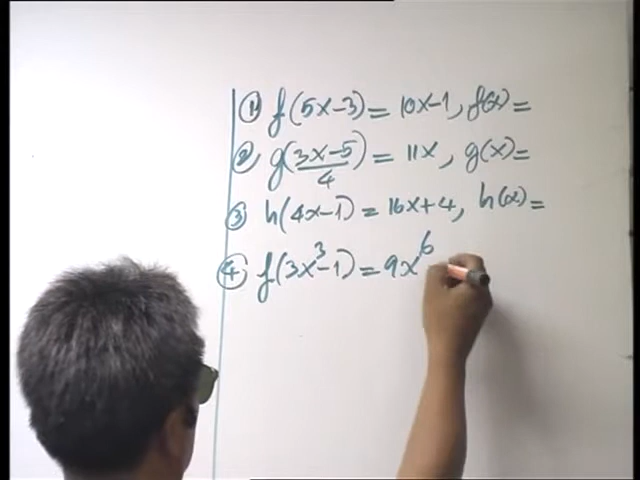 ① f(5x-3) = 10x-1, f(x) =
② g(3x-5/4) = 11x, g(x) =
③ h(4x-1) = 16x+4, h(x) =
④ f(3x³-1) = 9x⁶